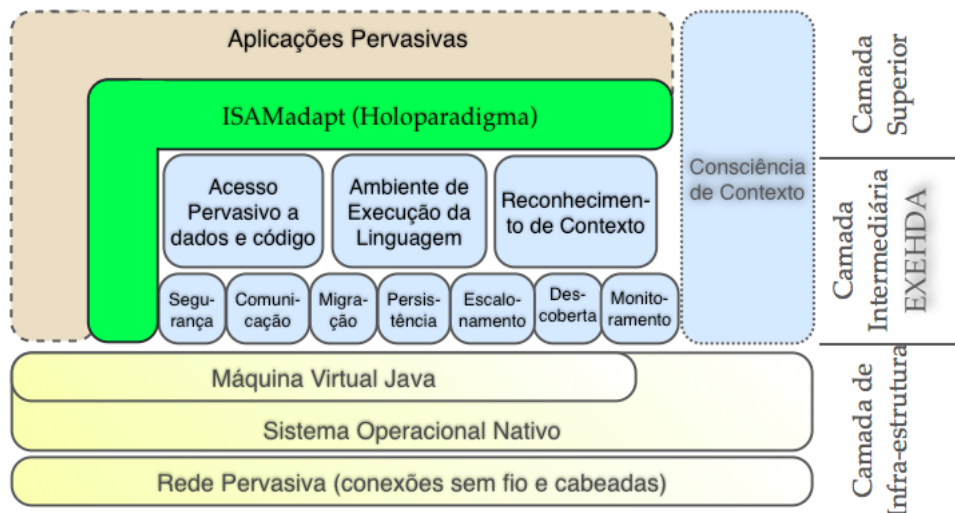 Aplicações Pervasivas
ISAMadapt (Holoparadigma)
Acesso
Pervasivo a
dados e código
Ambiente de
Execução da
Linguagem
Reconhecimen-
to de Contexto
Consciência
de Contexto
Segu-
rança
Comuni-
cação
Migra-
ção
Persis-
tência
Escalo-
namento
Des-
coberta
Monito-
ramento
Máquina Virtual Java
Sistema Operacional Nativo
Rede Pervasiva (conexões sem fio e cabeadas)
Camada
Superior
Camada
Intermediária
EXEHDA
Camada de
Infra-estrutura